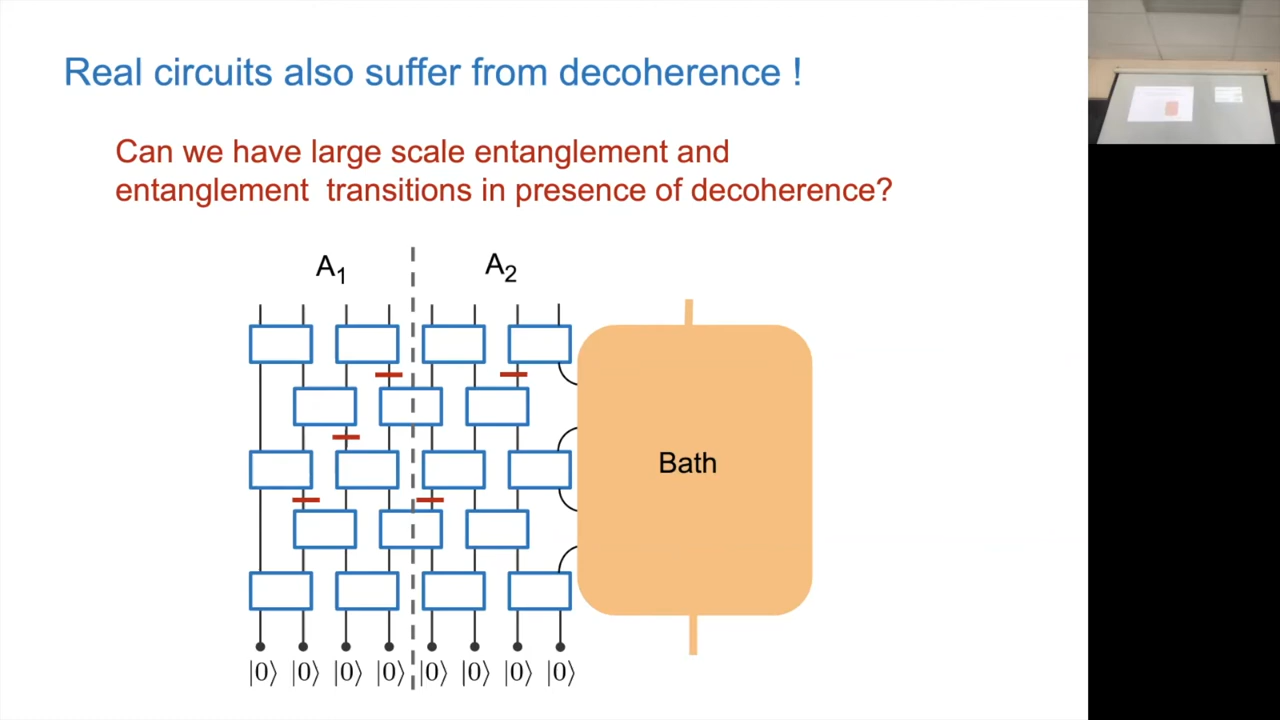 Real circuits also suffer from decoherence !
Can we have large scale entanglement and
entanglement transitions in presence of decoherence?
A₁ A₂
Bath
|0⟩ |0⟩ |0⟩ |0⟩ |0⟩ |0⟩ |0⟩ |0⟩